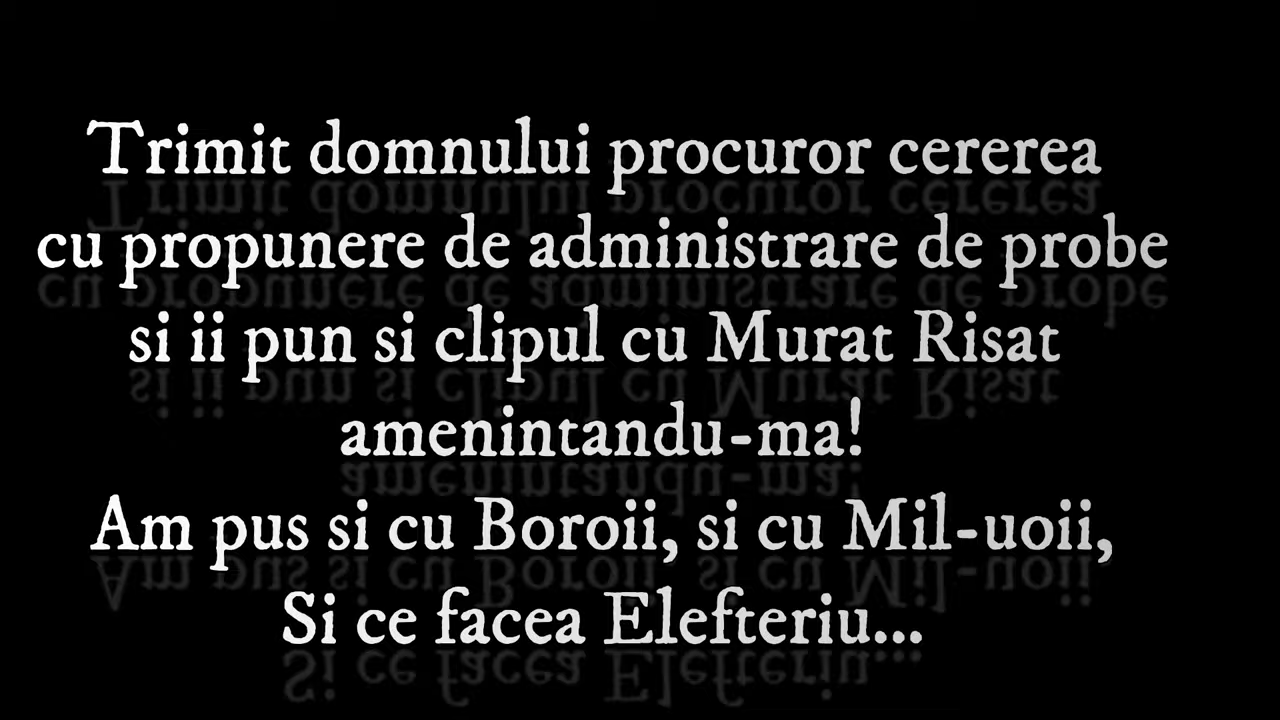 Trimit domnului procuror cererea
cu propunere de administrare de probe
si ii pun si clipul cu Murat Risat
amenintandu-ma!
Am pus si cu Boroii, si cu Mil-uoii,
Si ce facea Elefteriu...